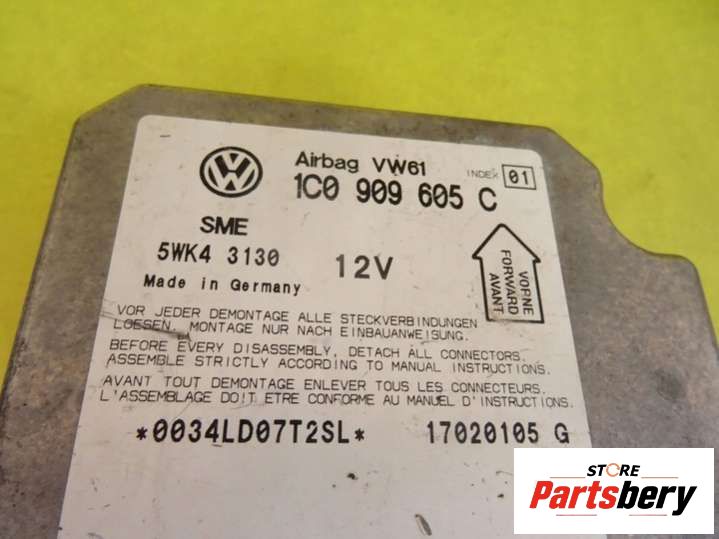 Airbag VW61
INDEX 01
1C0 909 605 C
SME
5WK4 3130
12V
Made in Germany
VORNE
FORWARD
AVANT
VOR JEDER DEMONTAGE ALLE STECKVERBINDUNGEN
LOESEN. MONTAGE NUR NACH EINBAUANWEISUNG.
BEFORE EVERY DISASSEMBLY, DETACH ALL CONNECTORS.
ASSEMBLE STRICTLY ACCORDING TO MANUAL INSTRUCTIONS.
AVANT TOUT DEMONTAGE ENLEVER TOUS LES CONNECTEURS.
L'ASSEMBLAGE DOIT ETRE CONFORME AU MANUEL D'INSTRUCTIONS.
*0034LD07T2SL* 17020105 G
STORE
Partsbery